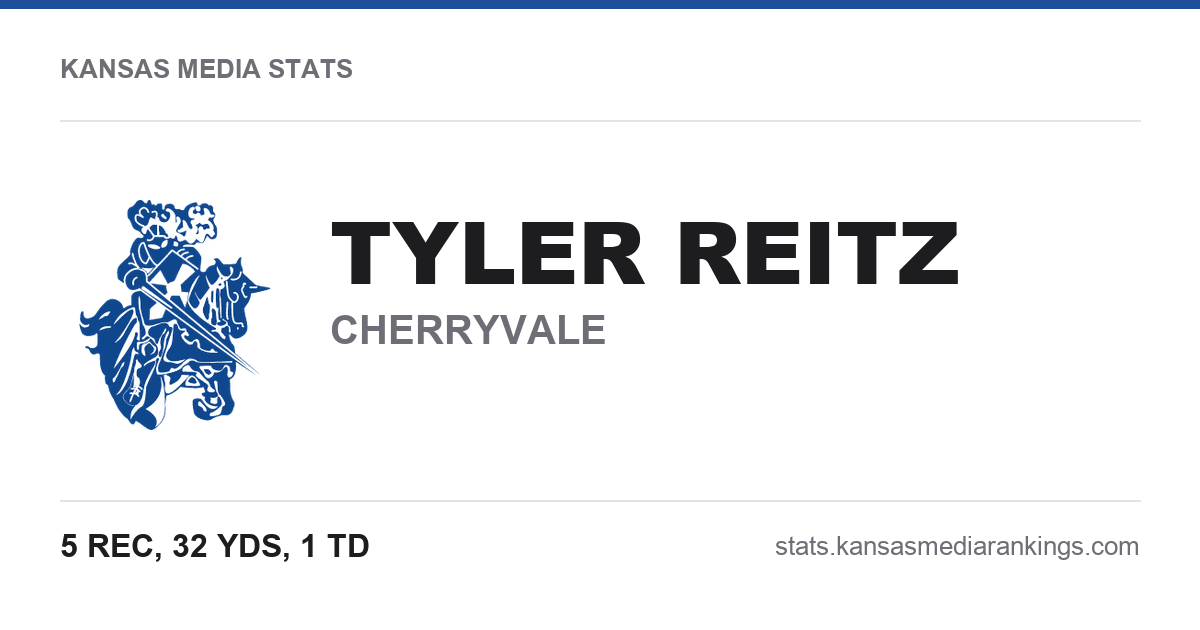 KANSAS MEDIA STATS
TYLER REITZ
CHERRYVALE
5 REC, 32 YDS, 1 TD
stats.kansasmediarankings.com